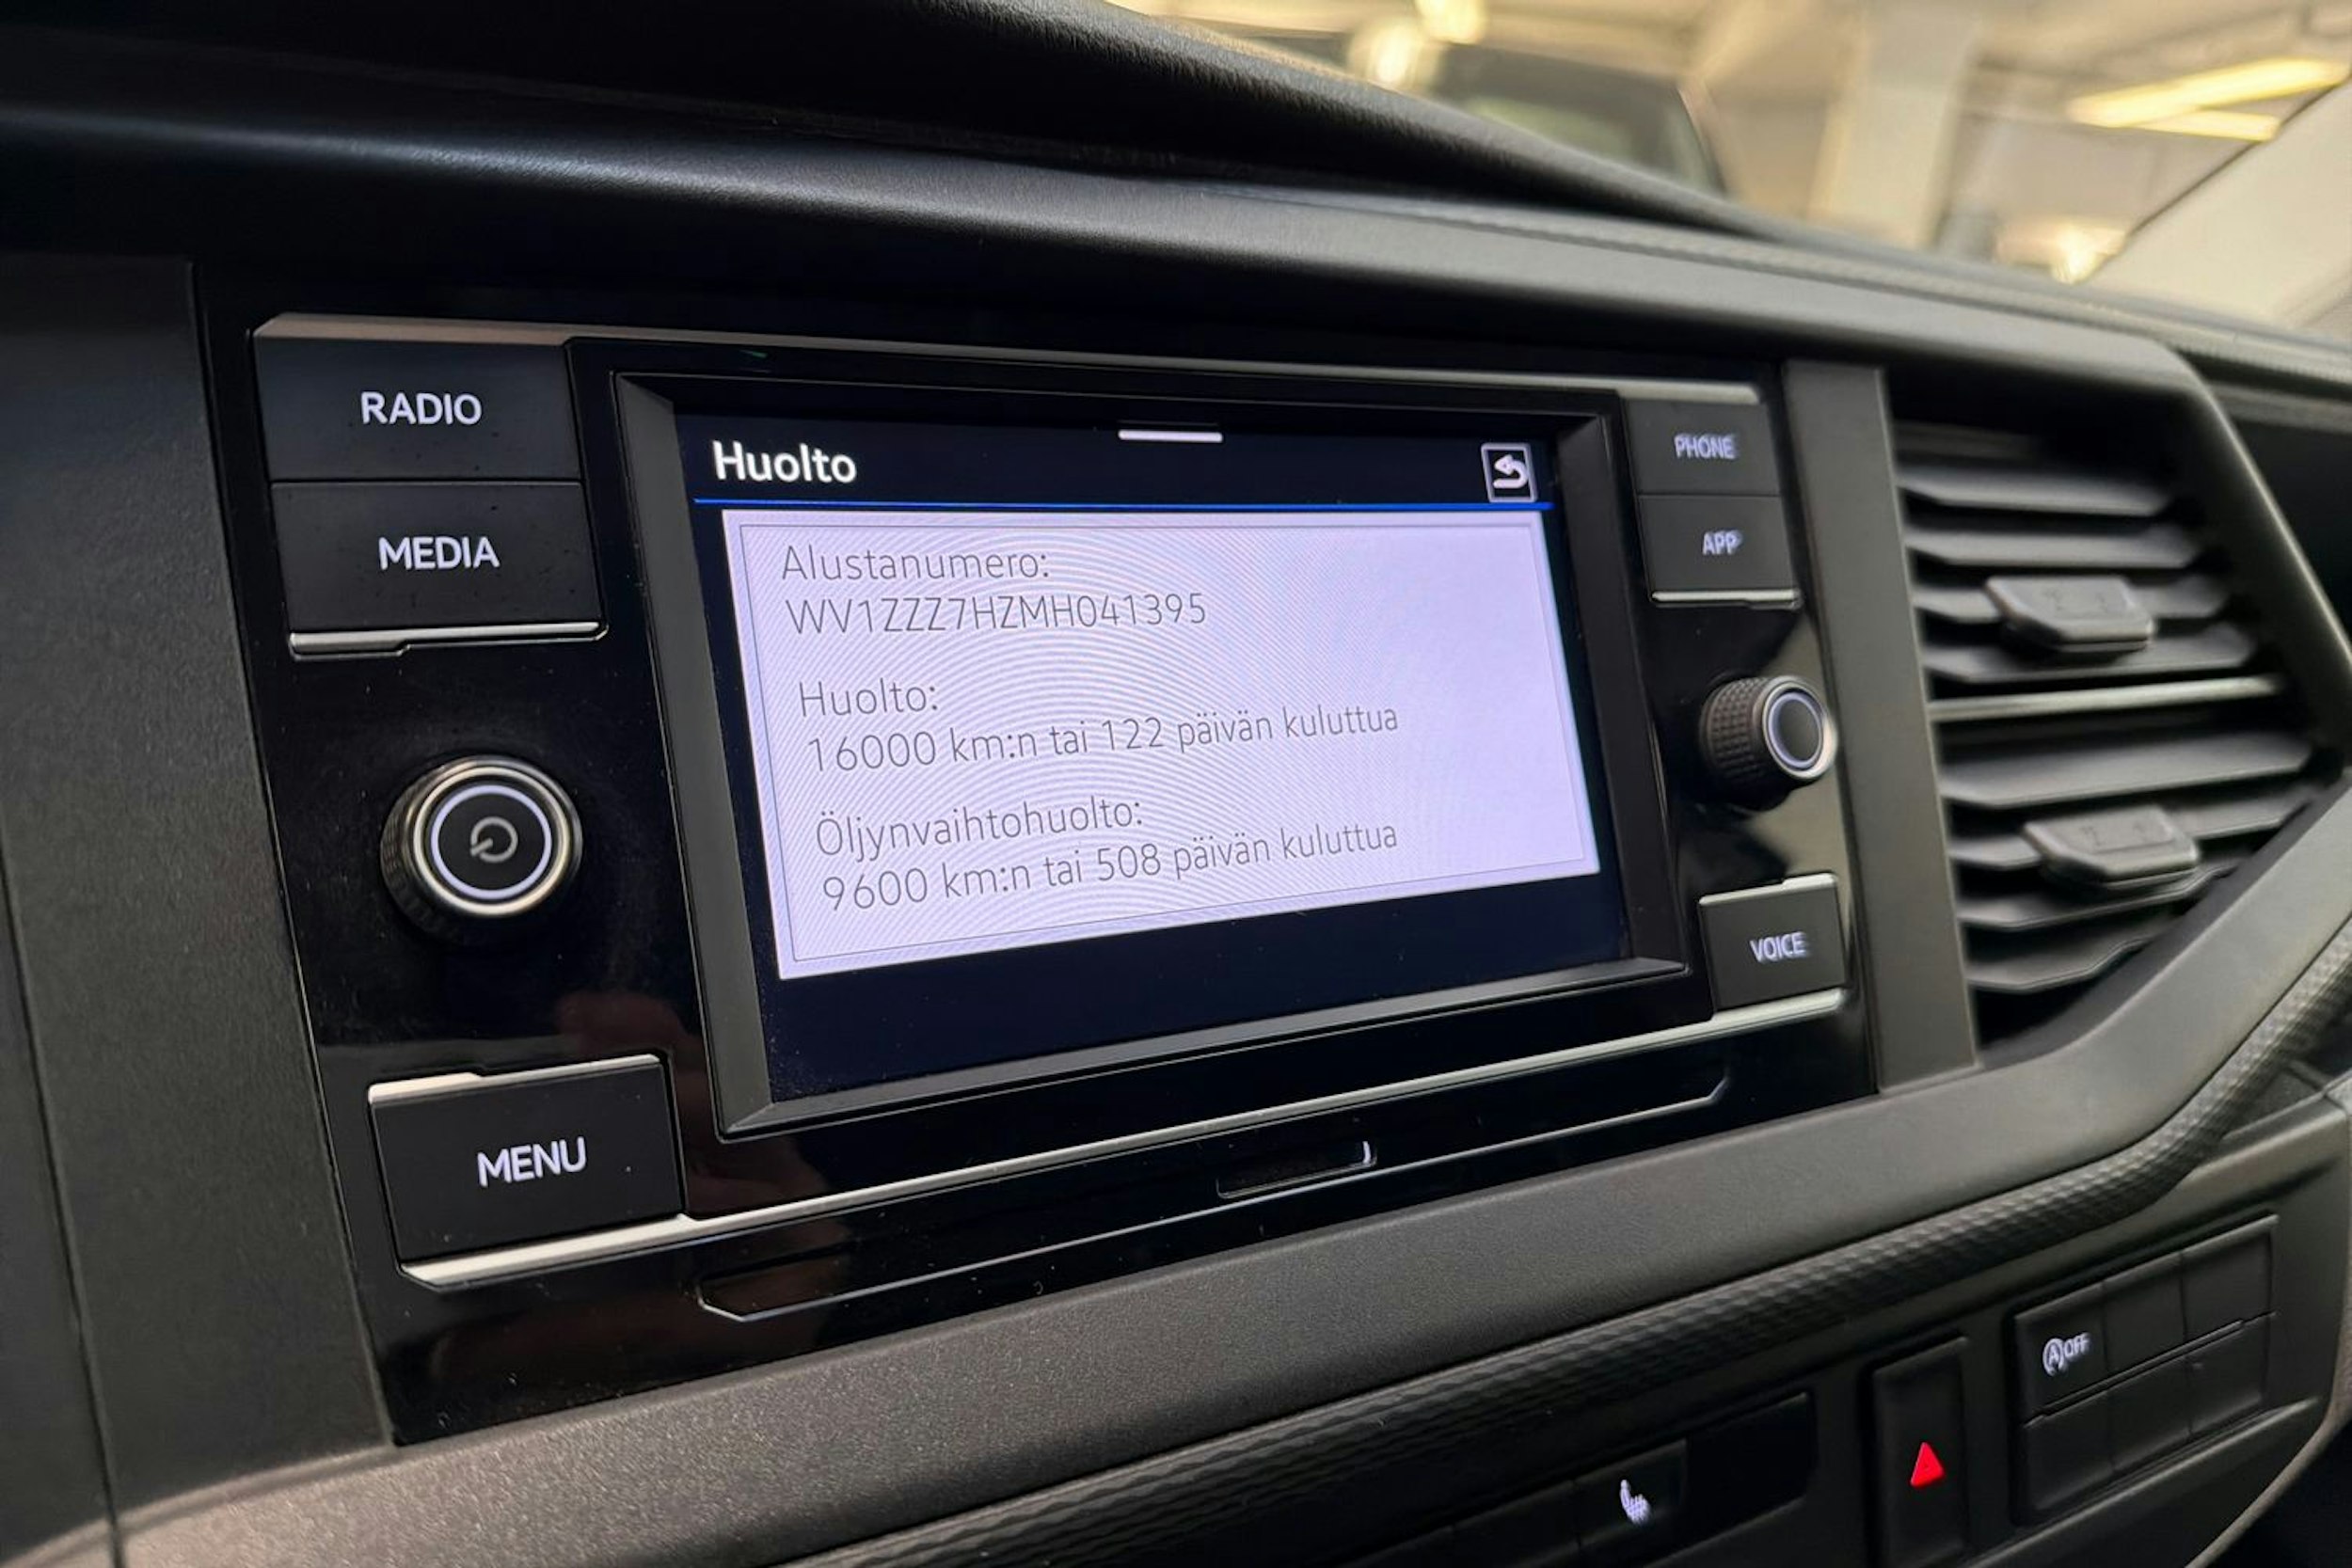 RADIO
MEDIA
MENU
Huolto
Alustanumero:
WV1ZZZ7HZMH041395
Huolto:
16000 km:n tai 122 päivän kuluttua
Öljynvaihtohuolto:
9600 km:n tai 508 päivän kuluttua
PHONE
APP
VOICE
A OFF